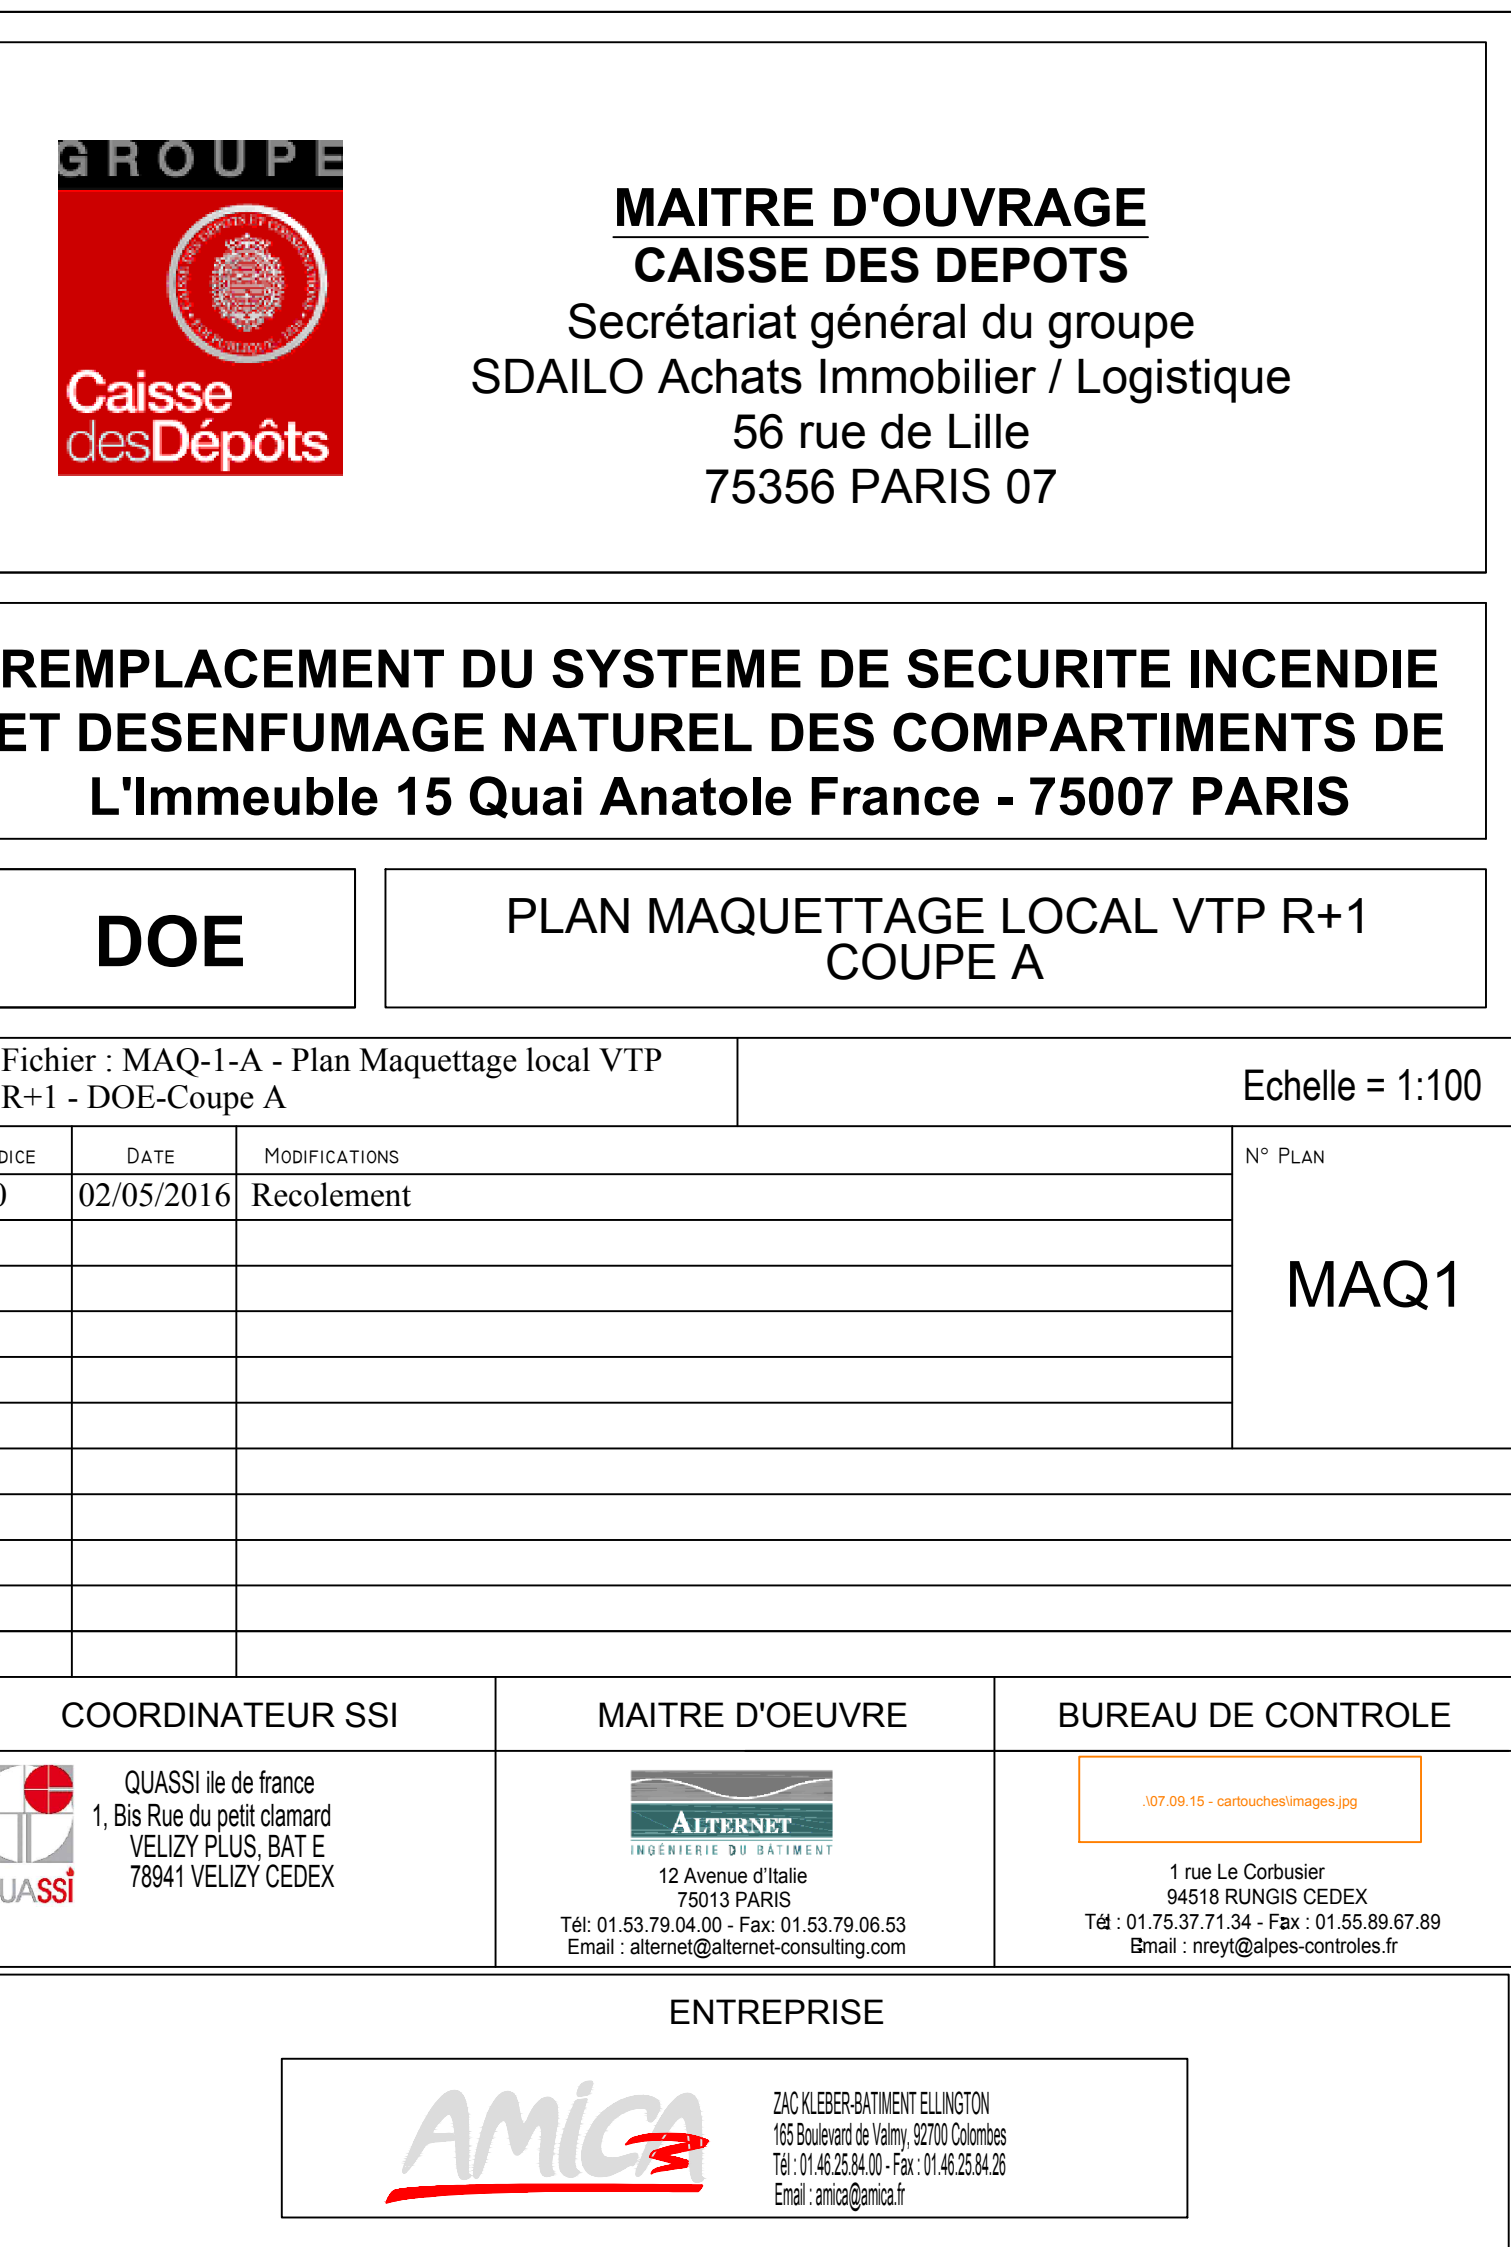 GROUPE
Caisse
desDépôts
MAITRE D'OUVRAGE
CAISSE DES DEPOTS
Secrétariat général du groupe
SDAILO Achats Immobilier / Logistique
56 rue de Lille
75356 PARIS 07
REMPLACEMENT DU SYSTEME DE SECURITE INCENDIE
ET DESENFUMAGE NATUREL DES COMPARTIMENTS DE
L'Immeuble 15 Quai Anatole France - 75007 PARIS
DOE
PLAN MAQUETTAGE LOCAL VTP R+1
COUPE A
Fichier : MAQ-1-A - Plan Maquettage local VTP
R+1 - DOE-Coupe A
Echelle = 1:100
DICE DATE MODIFICATIONS N° PLAN
0 02/05/2016 Recolement
MAQ1
COORDINATEUR SSI
QUASSI ile de france
1, Bis Rue du petit clamard
VELIZY PLUS, BAT E
78941 VELIZY CEDEX
UASSi
MAITRE D'OEUVRE
ALTERNET
INGÉNIERIE DU BÂTIMENT
12 Avenue d'Italie
75013 PARIS
Tél: 01.53.79.04.00 - Fax: 01.53.79.06.53
Email : alternet@alternet-consulting.com
BUREAU DE CONTROLE
.\07.09.15 - cartouches\images.jpg
1 rue Le Corbusier
94518 RUNGIS CEDEX
Tél : 01.75.37.71.34 - Fax : 01.55.89.67.89
Email : nreyt@alpes-controles.fr
ENTREPRISE
AMICA
ZAC KLEBER-BATIMENT ELLINGTON
165 Boulevard de Valmy, 92700 Colombes
Tél : 01.46.25.84.00 - Fax : 01.46.25.84.26
Email : amica@amica.fr